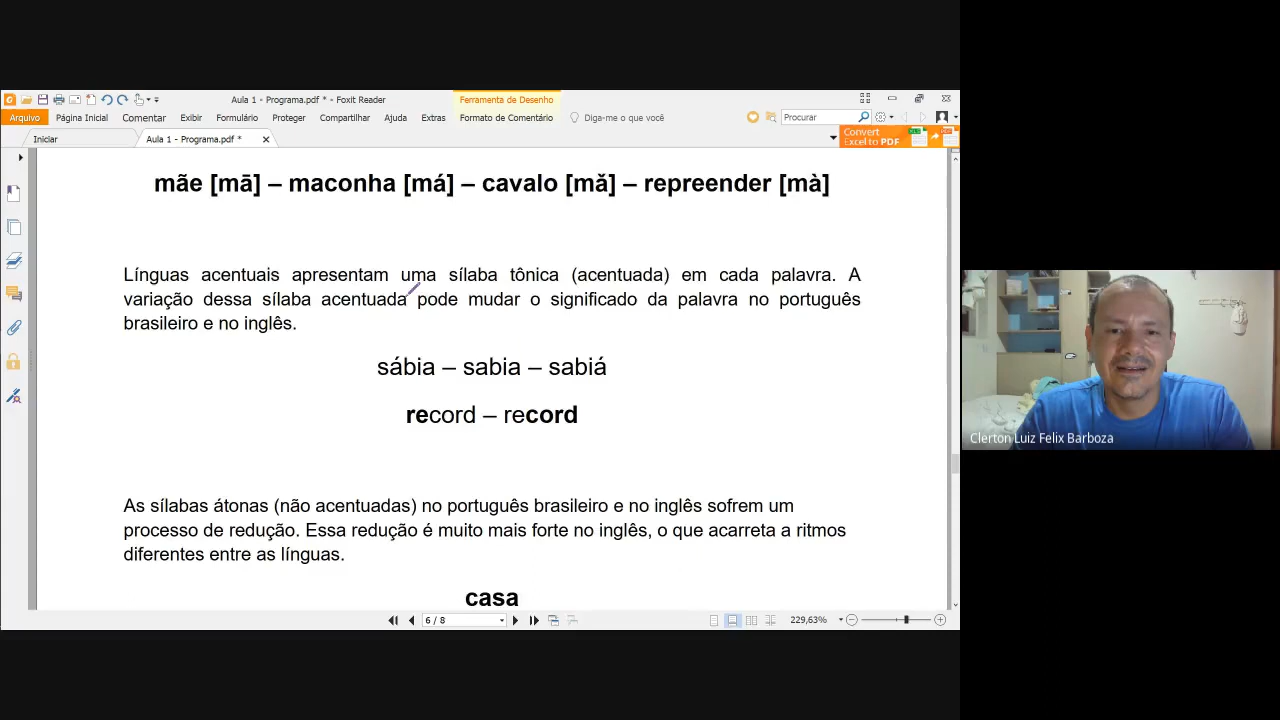 Aula 1 - Programa.pdf * - Foxit Reader
Ferramenta de Desenho
Arquivo Página Inicial Comentar Exibir Formulário Proteger Compartilhar Ajuda Extras Formato de Comentário Diga-me o que você Procurar
Iniciar Aula 1 - Programa.pdf *
Convert
Excel to PDF
mãe [mā] – maconha [má] – cavalo [mǎ] – repreender [mà]
Línguas acentuais apresentam uma sílaba tônica (acentuada) em cada palavra. A
variação dessa sílaba acentuada pode mudar o significado da palavra no português
brasileiro e no inglês.
sábia – sabia – sabiá
record – record
As sílabas átonas (não acentuadas) no português brasileiro e no inglês sofrem um
processo de redução. Essa redução é muito mais forte no inglês, o que acarreta a ritmos
diferentes entre as línguas.
casa
6 / 8
229,63%
Clerton Luiz Felix Barboza